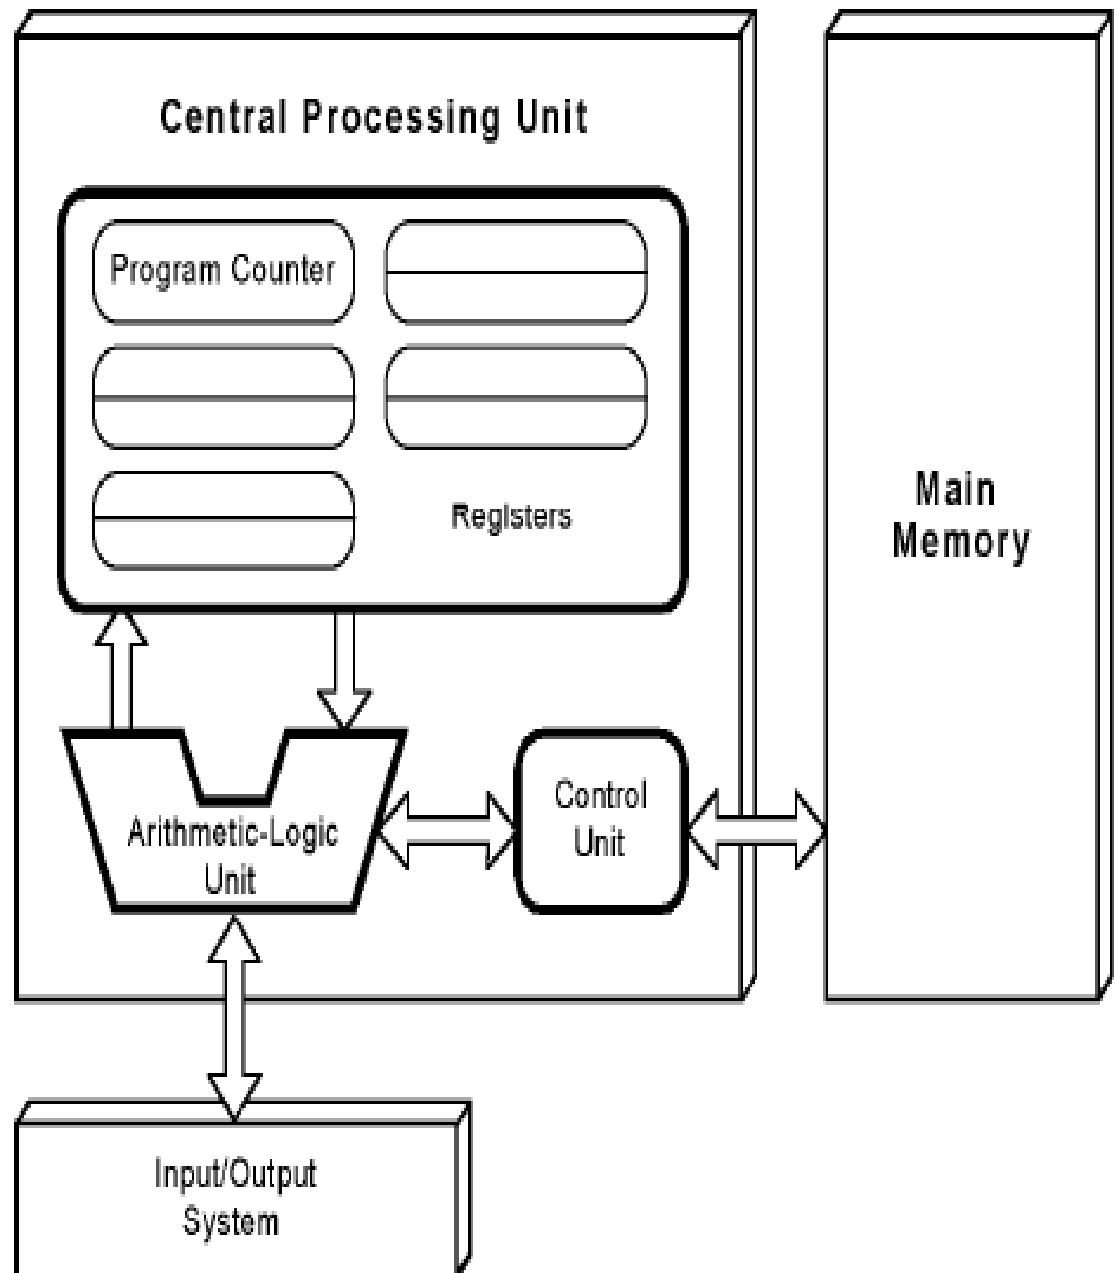 Central Processing Unit
Program Counter
Registers
Main
Memory
Arithmetic-Logic
Unit
Control
Unit
Input/Output
System